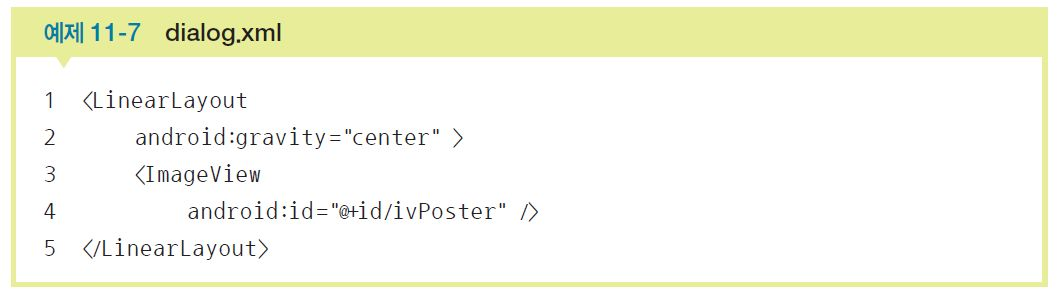 예제 11-7 dialog.xml
1 <LinearLayout
2 android:gravity="center" >
3 <ImageView
4 android:id="@+id/ivPoster" />
5 </LinearLayout>